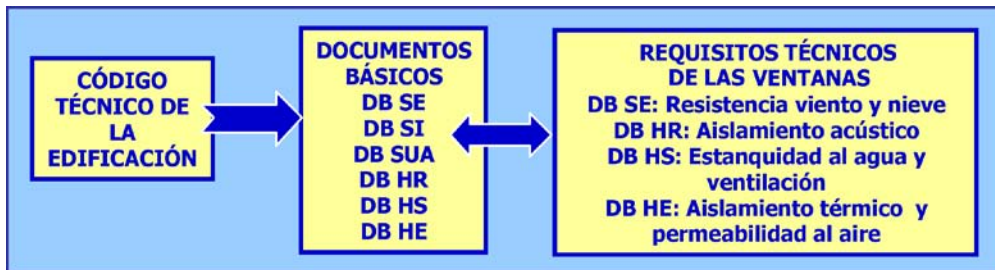 CÓDIGO
TÉCNICO DE
LA
EDIFICACIÓN
DOCUMENTOS
BÁSICOS
DB SE
DB SI
DB SUA
DB HR
DB HS
DB HE
REQUISITOS TÉCNICOS
DE LAS VENTANAS
DB SE: Resistencia viento y nieve
DB HR: Aislamiento acústico
DB HS: Estanquidad al agua y
ventilación
DB HE: Aislamiento térmico y
permeabilidad al aire